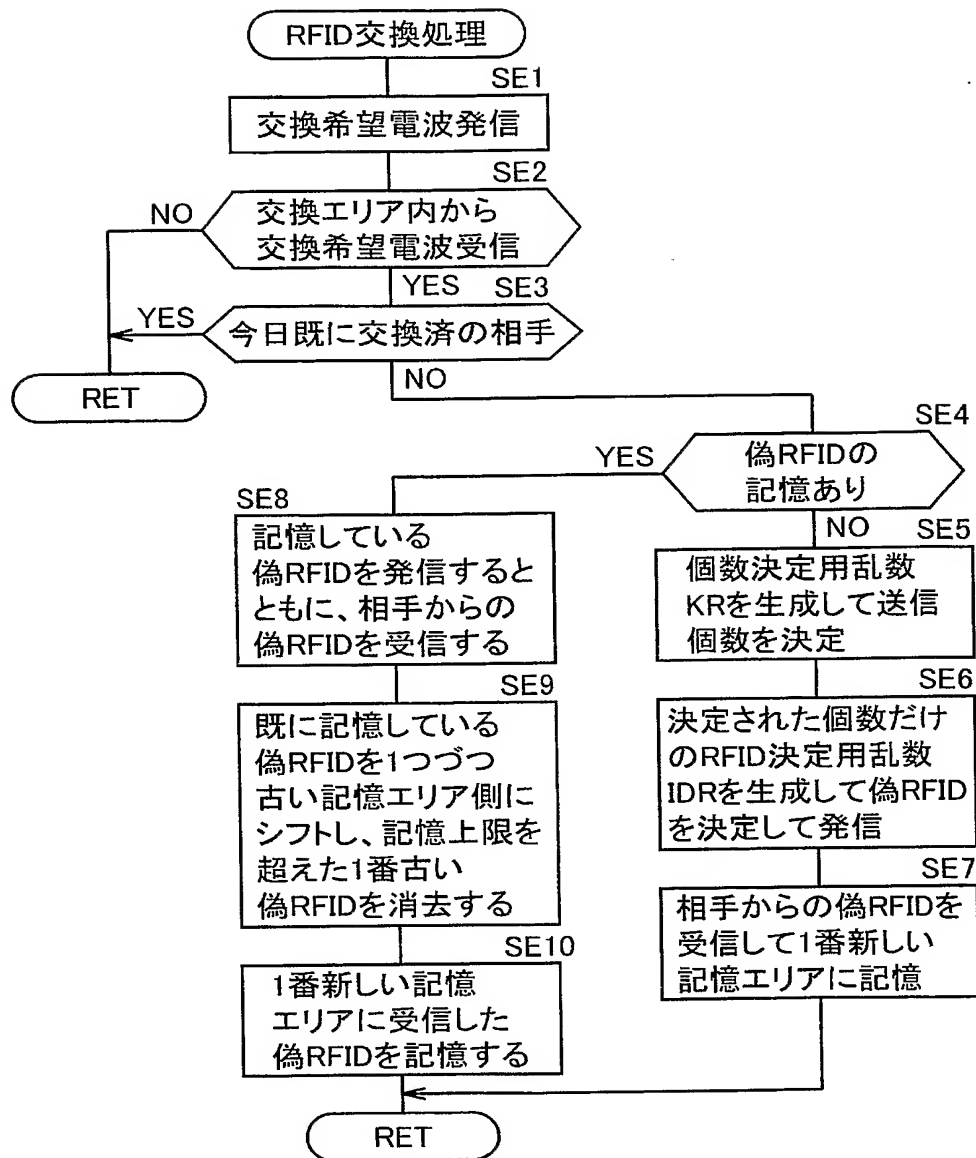 RFID交換処理
SE1
交換希望電波発信
SE2
NO
交換エリア内から
交換希望電波受信
YES
SE3
YES
今日既に交換済の相手
RET
NO
SE4
YES
偽RFIDの
記憶あり
SE8
記憶している
偽RFIDを発信すると
ともに、相手からの
偽RFIDを受信する
NO
SE5
個数決定用乱数
KRを生成して送信
個数を決定
SE9
既に記憶している
偽RFIDを1つづつ
古い記憶エリア側に
シフトし、記憶上限を
超えた1番古い
偽RFIDを消去する
SE6
決定された個数だけ
のRFID決定用乱数
IDRを生成して偽RFID
を決定して発信
SE7
相手からの偽RFIDを
受信して1番新しい
記憶エリアに記憶
SE10
1番新しい記憶
エリアに受信した
偽RFIDを記憶する
RET